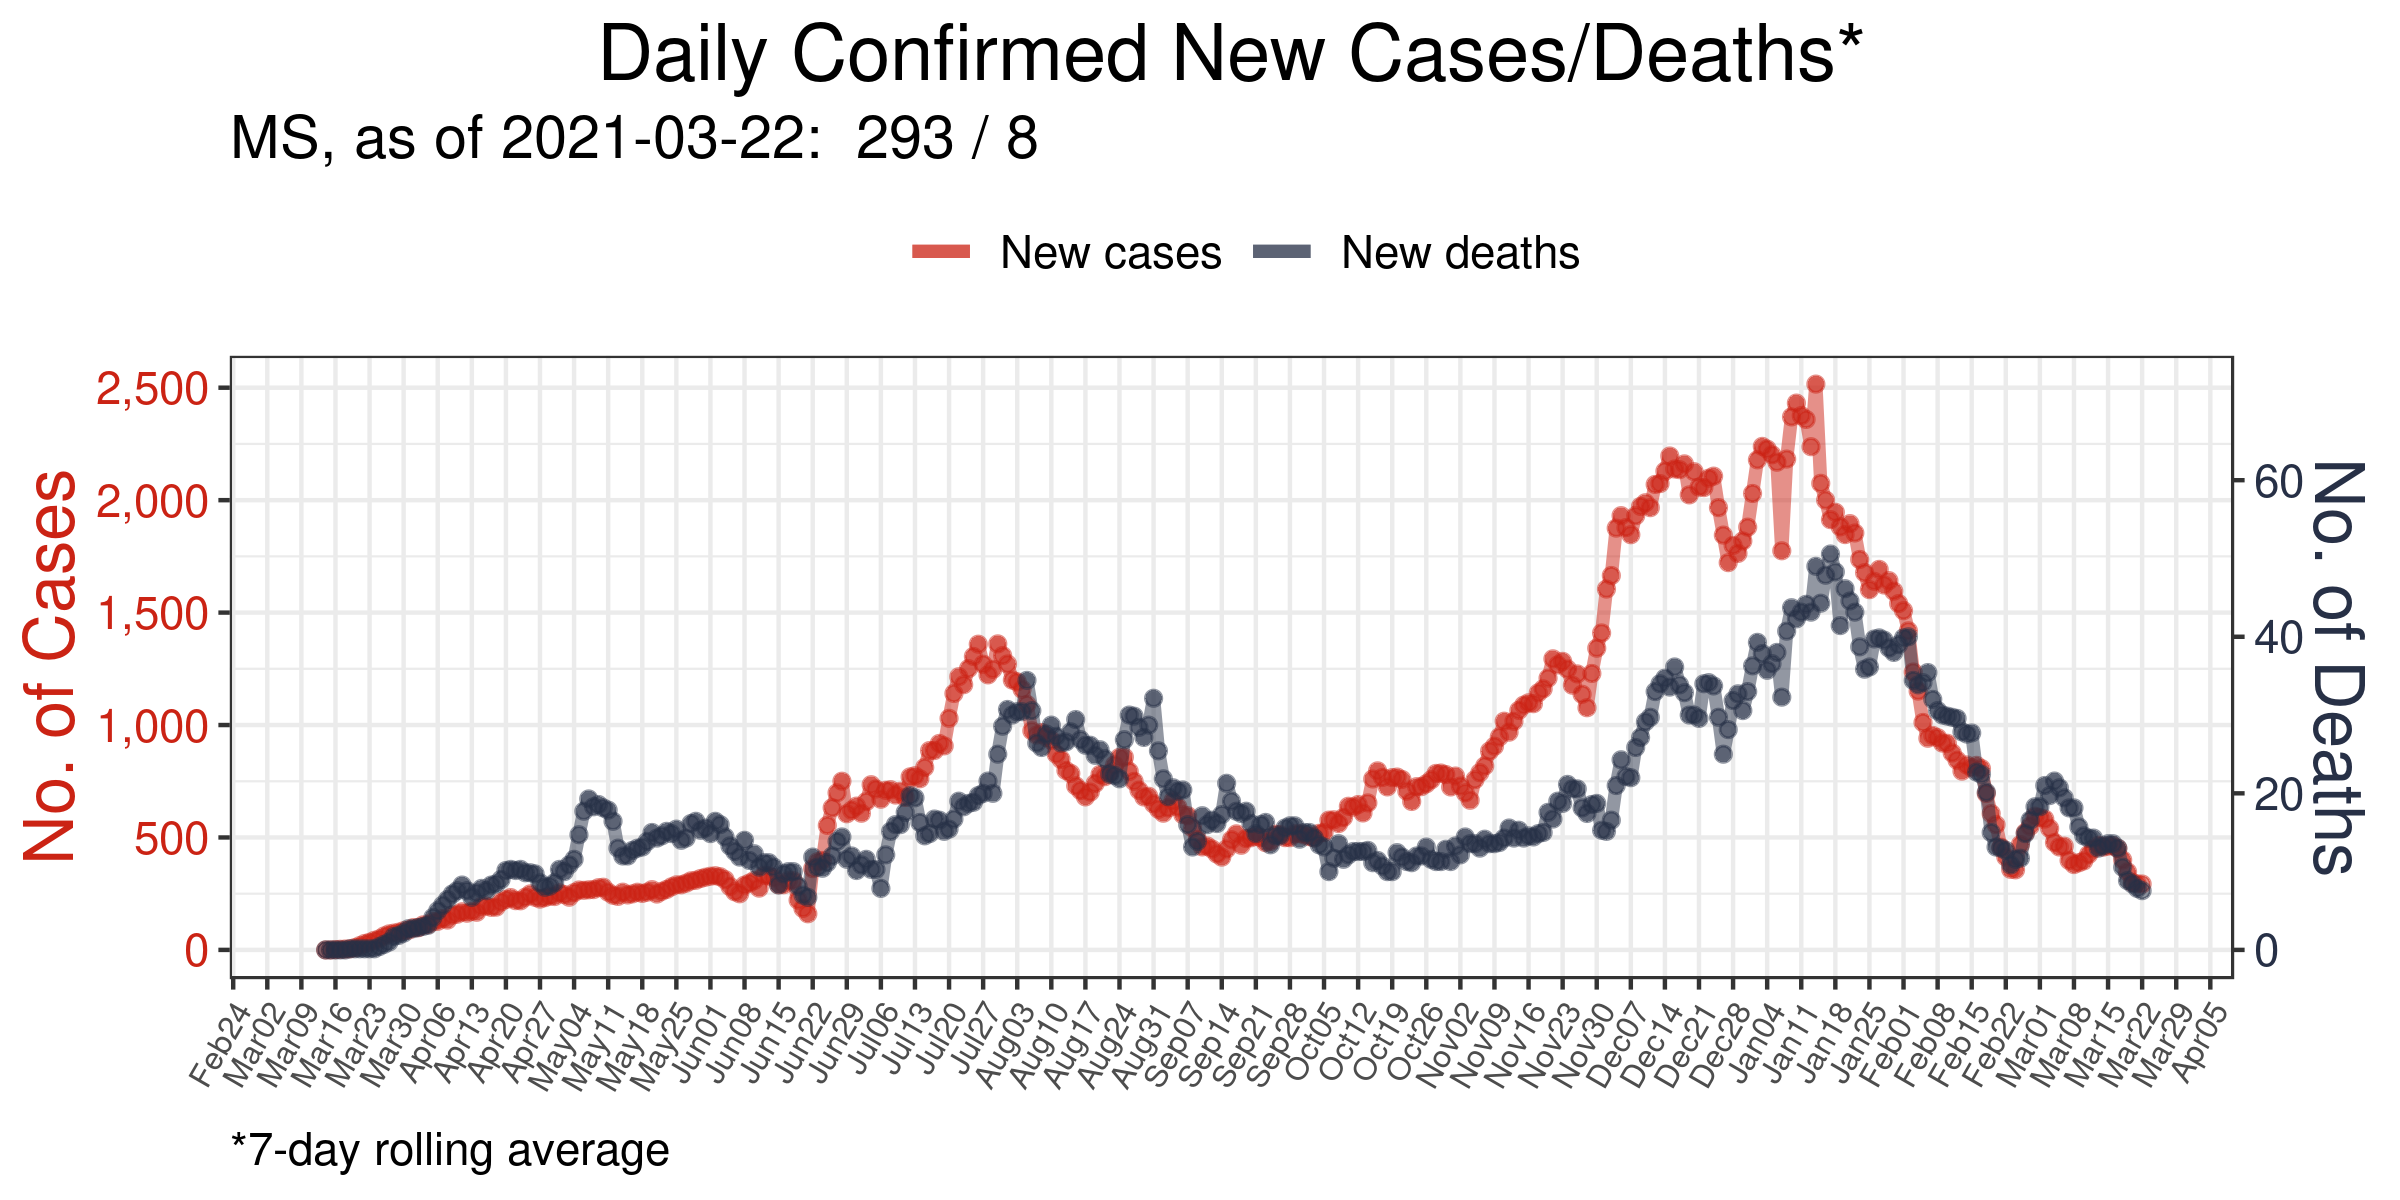 Daily Confirmed New Cases/Deaths*
MS, as of 2021-03-22:  293 / 8
New cases New deaths
No. of Cases
2,500
2,000
1,500
1,000
500
0
60
40
20
0
No. of Deaths
Feb24 Mar02 Mar09 Mar16 Mar23 Mar30 Apr06 Apr13 Apr20 Apr27 May04 May11 May18 May25 Jun01 Jun08 Jun15 Jun22 Jun29 Jul06 Jul13 Jul20 Jul27 Aug03 Aug10 Aug17 Aug24 Aug31 Sep07 Sep14 Sep21 Sep28 Oct05 Oct12 Oct19 Oct26 Nov02 Nov09 Nov16 Nov23 Nov30 Dec07 Dec14 Dec21 Dec28 Jan04 Jan11 Jan18 Jan25 Feb01 Feb08 Feb15 Feb22 Mar01 Mar08 Mar15 Mar22 Mar29 Apr05
*7-day rolling average